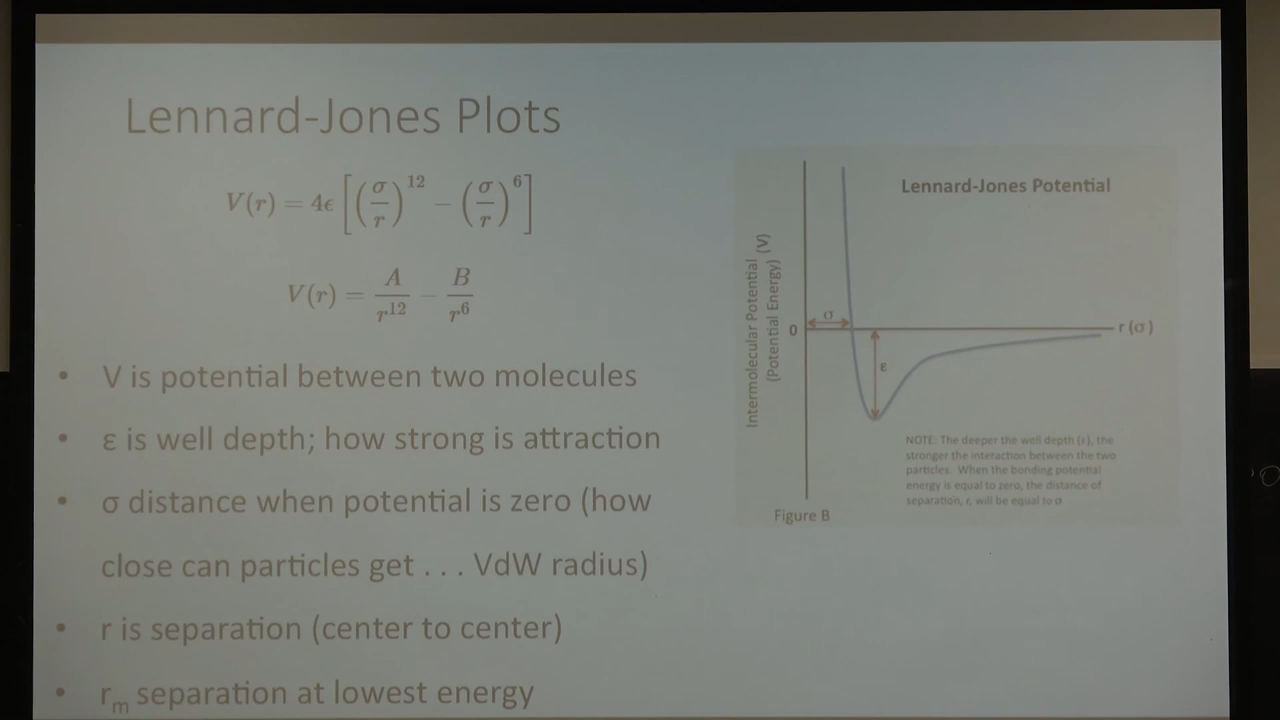 Lennard-Jones Plots
V(r) = 4ϵ [(σ/r)^12 − (σ/r)^6]
V(r) = A/r^12 − B/r^6
• V is potential between two molecules
• ε is well depth; how strong is attraction
• σ distance when potential is zero (how
close can particles get . . . VdW radius)
• r is separation (center to center)
• r_m separation at lowest energy
Lennard-Jones Potential
Intermolecular Potential (V)
(Potential Energy)
σ
0
r (σ)
ε
NOTE: The deeper the well depth (ε), the
stronger the interaction between the two
particles. When the bonding potential
energy is equal to zero, the distance of
separation, r, will be equal to σ
Figure B